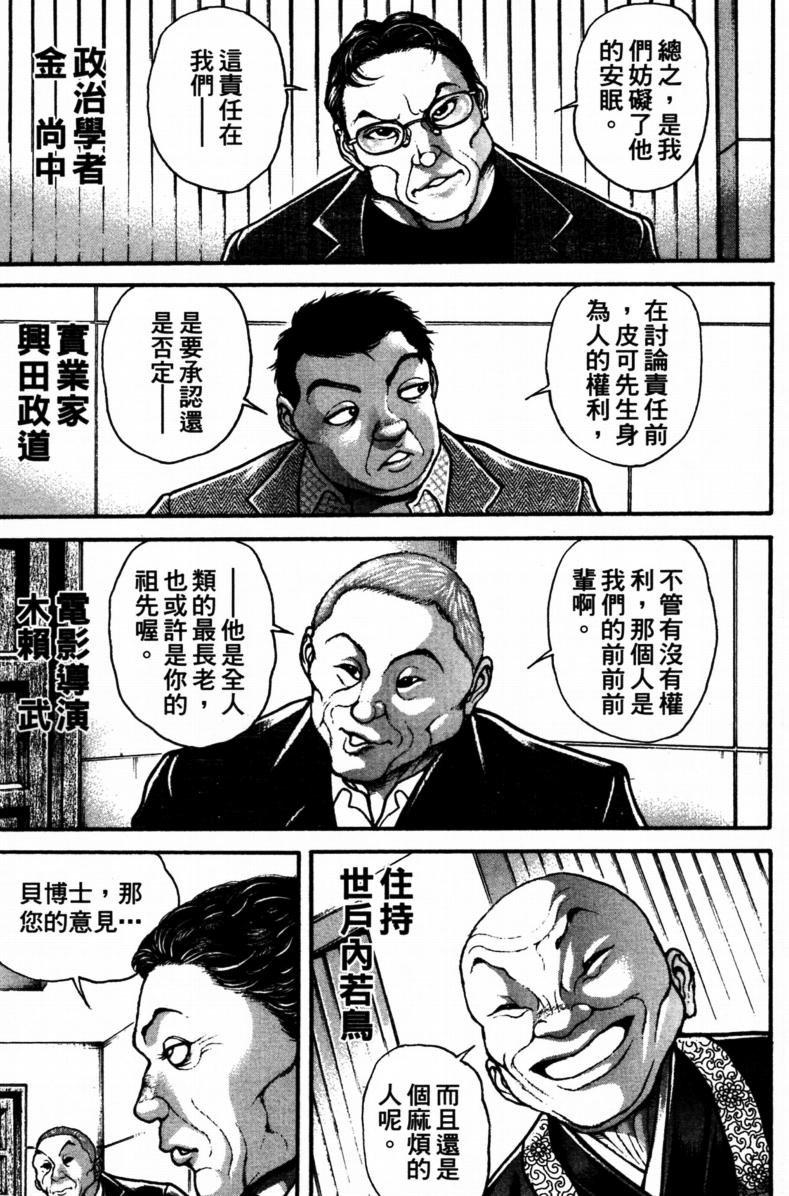 總之，是我
們妨礙了他
的安眠。
這責任在
我們——
政治學者
金——尚中
在討論責任前
，皮可先生身
為人的權利，
是要承認還
是否定——
實業家
興田政道
不管有沒有權
利，那個人是
我們的前前前
輩啊。
——他是全人
類的最長老，
也或許是你的
祖先喔。
電影導演
木賴　武
住持
世戶內若鳥
而且還是
個麻煩的
人呢。
貝博士，那
您的意見⋯